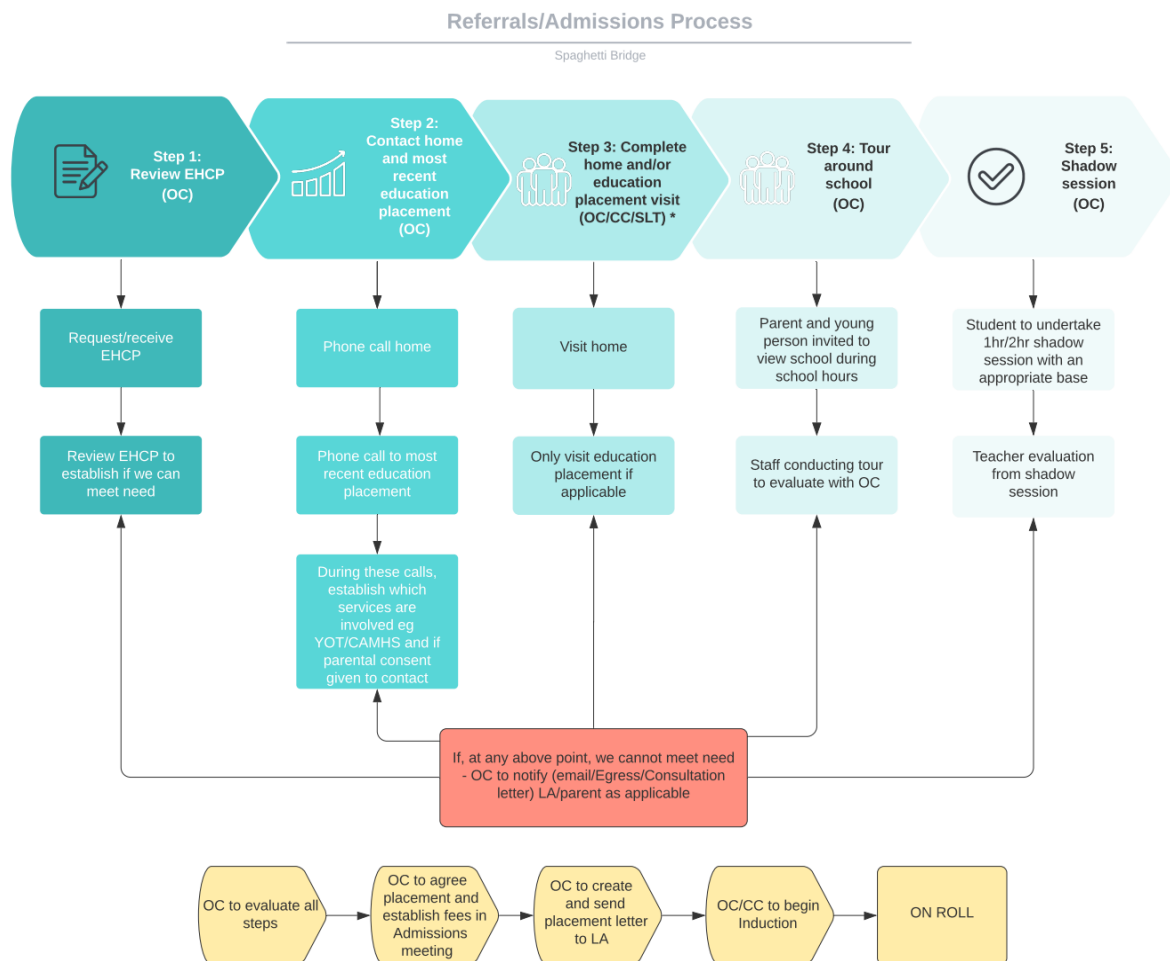 Referrals/Admissions Process
Spaghetti Bridge
Step 1:
Review EHCP
(OC)
Step 2:
Contact home
and most
recent
education
placement
(OC)
Step 3: Complete
home and/or
education
placement visit
(OC/CC/SLT) *
Step 4: Tour
around
school
(OC)
Step 5:
Shadow
session
(OC)
Request/receive
EHCP
Review EHCP to
establish if we can
meet need
Phone call home
Phone call to most
recent education
placement
During these calls,
establish which
services are
involved eg
YOT/CAMHS and if
parental consent
given to contact
Visit home
Only visit education
placement if
applicable
Parent and young
person invited to
view school during
school hours
Staff conducting tour
to evaluate with OC
Student to undertake
1hr/2hr shadow
session with an
appropriate base
Teacher evaluation
from shadow
session
If, at any above point, we cannot meet need
- OC to notify (email/Egress/Consultation
letter) LA/parent as applicable
OC to evaluate all
steps
OC to agree
placement and
establish fees in
Admissions
meeting
OC to create
and send
placement letter
to LA
OC/CC to begin
Induction
ON ROLL